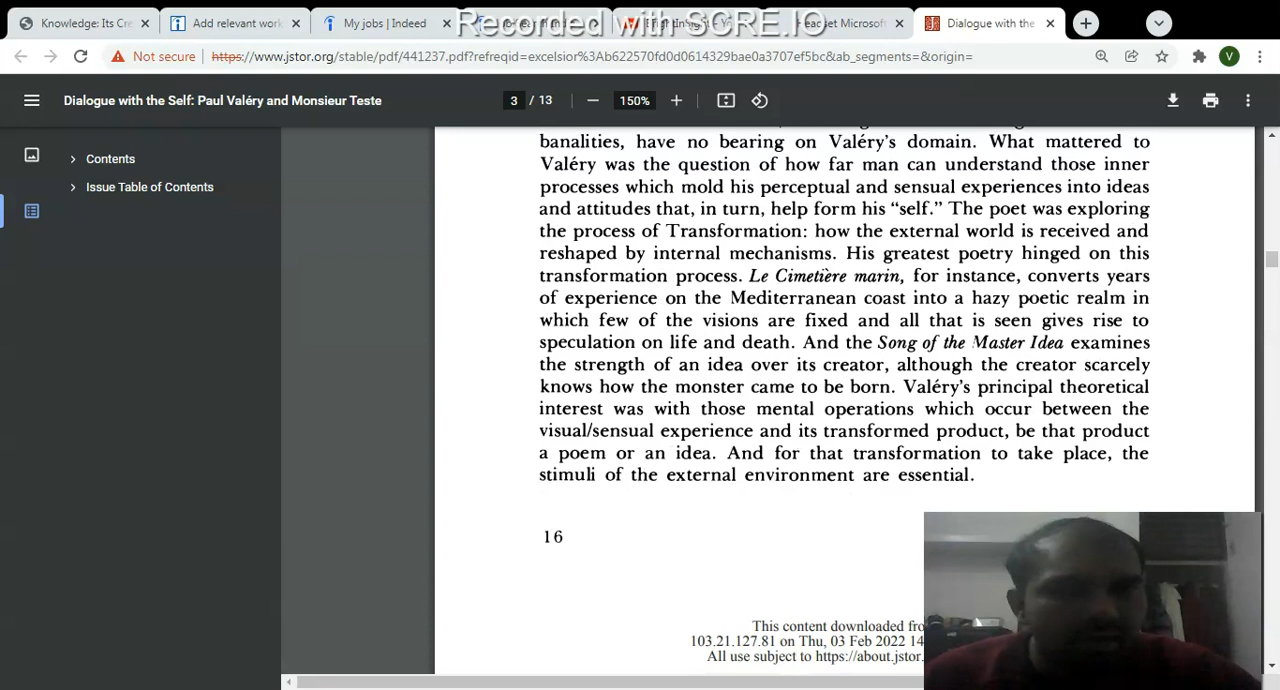 Knowledge: Its Cre
Add relevant work
My jobs | Indeed
Recorded with SCRE.IO
Headset Microsoft
Dialogue with the
Not secure
https://www.jstor.org/stable/pdf/441237.pdf?refreqid=excelsior%3Ab622570fd0d0614329bae0a3707ef5bc&ab_segments=&origin=
V
Dialogue with the Self: Paul Valéry and Monsieur Teste
3 / 13
150%
Contents
Issue Table of Contents
banalities, have no bearing on Valéry's domain. What mattered to
Valéry was the question of how far man can understand those inner
processes which mold his perceptual and sensual experiences into ideas
and attitudes that, in turn, help form his “self.” The poet was exploring
the process of Transformation: how the external world is received and
reshaped by internal mechanisms. His greatest poetry hinged on this
transformation process. Le Cimetière marin, for instance, converts years
of experience on the Mediterranean coast into a hazy poetic realm in
which few of the visions are fixed and all that is seen gives rise to
speculation on life and death. And the Song of the Master Idea examines
the strength of an idea over its creator, although the creator scarcely
knows how the monster came to be born. Valéry's principal theoretical
interest was with those mental operations which occur between the
visual/sensual experience and its transformed product, be that product
a poem or an idea. And for that transformation to take place, the
stimuli of the external environment are essential.
16
This content downloaded fro
103.21.127.81 on Thu, 03 Feb 2022 14
All use subject to https://about.jstor.